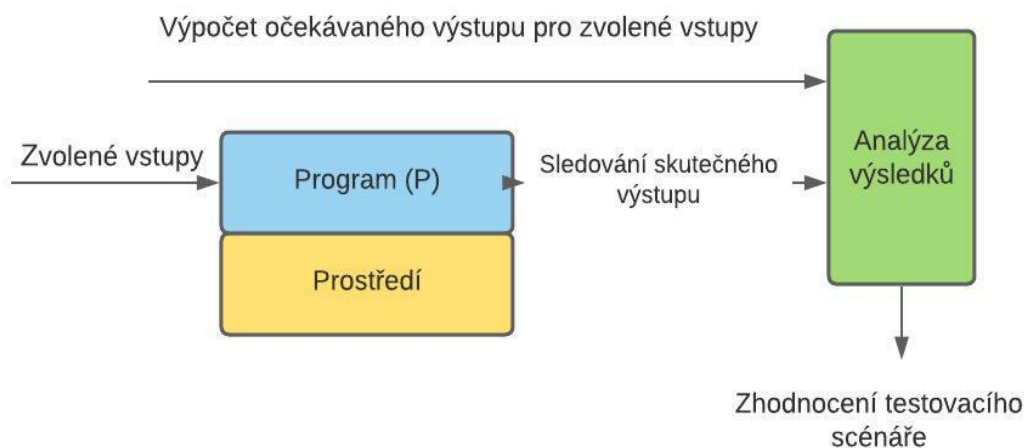 Výpočet očekávaného výstupu pro zvolené vstupy
Zvolené vstupy
Program (P)
Prostředí
Sledování skutečného
výstupu
Analýza
výsledků
Zhodnocení testovacího
scénáře